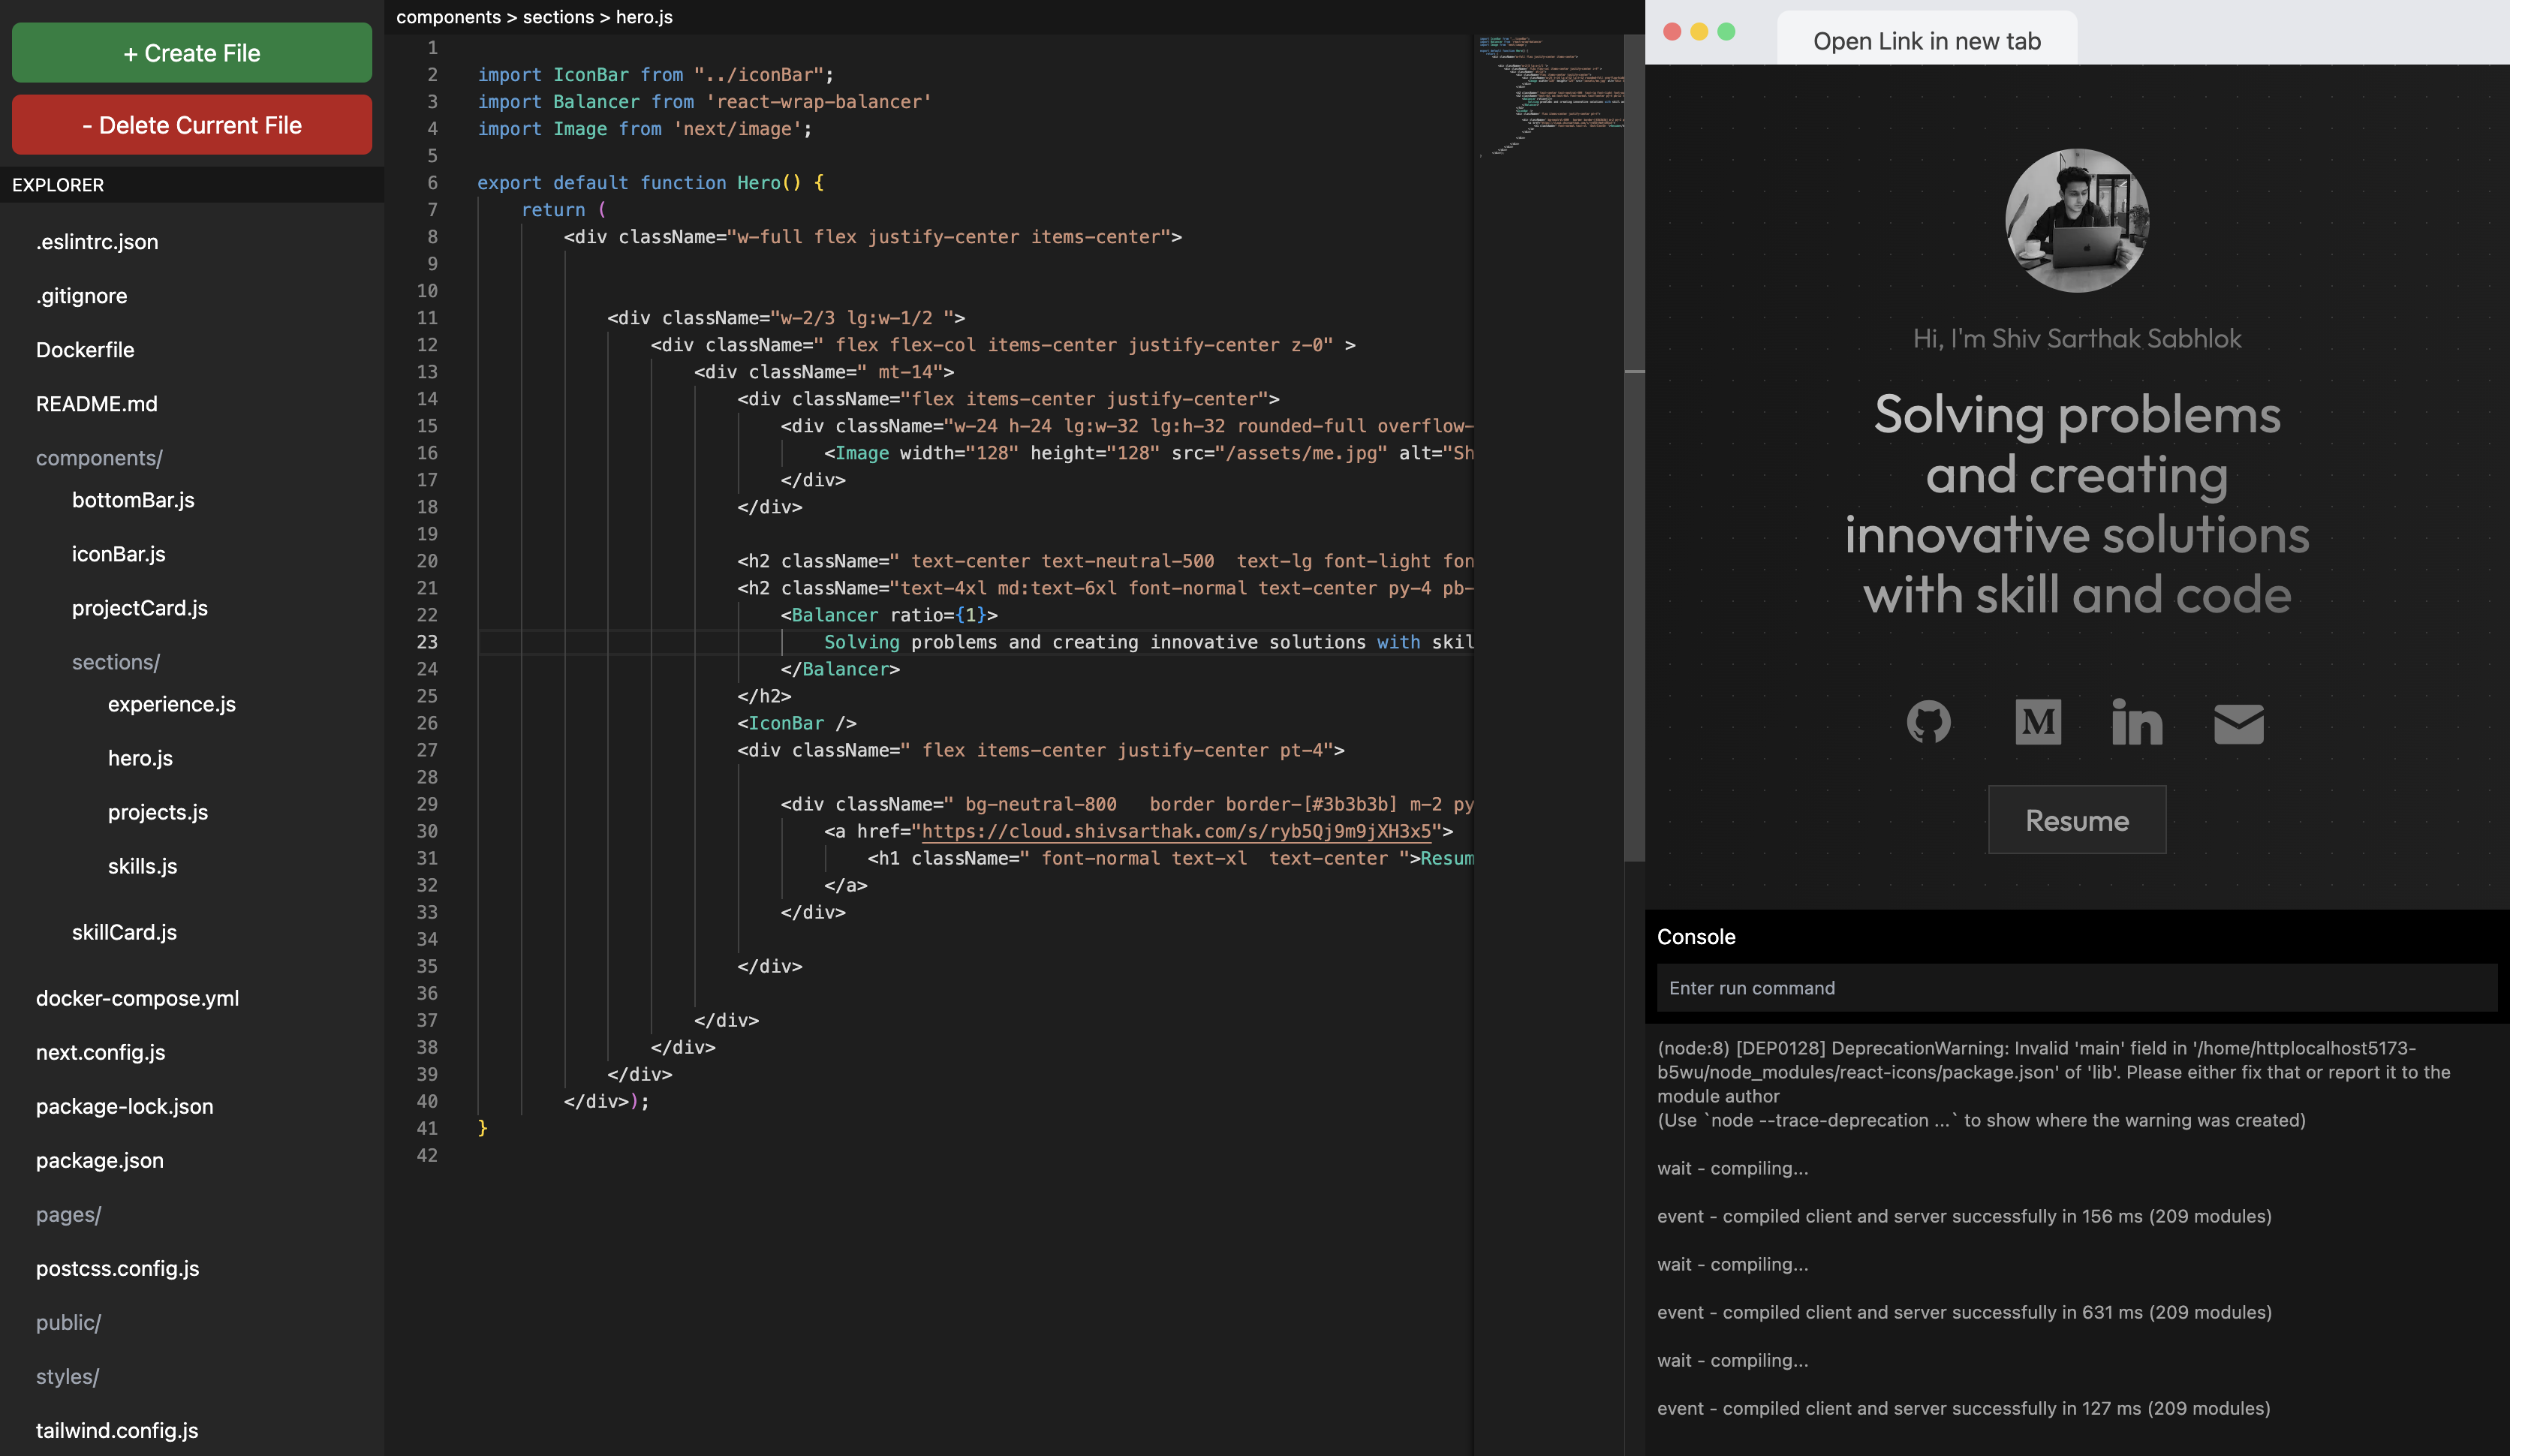 + Create File
- Delete Current File
EXPLORER
.eslintrc.json
.gitignore
Dockerfile
README.md
components/
bottomBar.js
iconBar.js
projectCard.js
sections/
experience.js
hero.js
projects.js
skills.js
skillCard.js
docker-compose.yml
next.config.js
package-lock.json
package.json
pages/
postcss.config.js
public/
styles/
tailwind.config.js
components > sections > hero.js
1
2 import IconBar from "../iconBar";
3 import Balancer from 'react-wrap-balancer'
4 import Image from 'next/image';
5
6 export default function Hero() {
7 return (
8 <div className="w-full flex justify-center items-center">
9
10
11 <div className="w-2/3 lg:w-1/2 ">
12 <div className=" flex flex-col items-center justify-center z-0" >
13 <div className=" mt-14">
14 <div className="flex items-center justify-center">
15 <div className="w-24 h-24 lg:w-32 lg:h-32 rounded-full overflow-
16 <Image width="128" height="128" src="/assets/me.jpg" alt="Sh
17 </div>
18 </div>
19
20 <h2 className=" text-center text-neutral-500  text-lg font-light fon
21 <h2 className="text-4xl md:text-6xl font-normal text-center py-4 pb-
22 <Balancer ratio={1}>
23 Solving problems and creating innovative solutions with skil
24 </Balancer>
25 </h2>
26 <IconBar />
27 <div className=" flex items-center justify-center pt-4">
28
29 <div className=" bg-neutral-800   border border-[#3b3b3b] m-2 py
30 <a href="https://cloud.shivsarthak.com/s/ryb5Qj9m9jXH3x5">
31 <h1 className=" font-normal text-xl  text-center ">Resum
32 </a>
33 </div>
34
35 </div>
36
37 </div>
38 </div>
39 </div>
40 </div>);
41 }
42
Open Link in new tab
Hi, I'm Shiv Sarthak Sabhlok
Solving problems
and creating
innovative solutions
with skill and code
M
in
Resume
Console
Enter run command
(node:8) [DEP0128] DeprecationWarning: Invalid 'main' field in '/home/httplocalhost5173-
b5wu/node_modules/react-icons/package.json' of 'lib'. Please either fix that or report it to the
module author
(Use `node --trace-deprecation ...` to show where the warning was created)
wait - compiling...
event - compiled client and server successfully in 156 ms (209 modules)
wait - compiling...
event - compiled client and server successfully in 631 ms (209 modules)
wait - compiling...
event - compiled client and server successfully in 127 ms (209 modules)